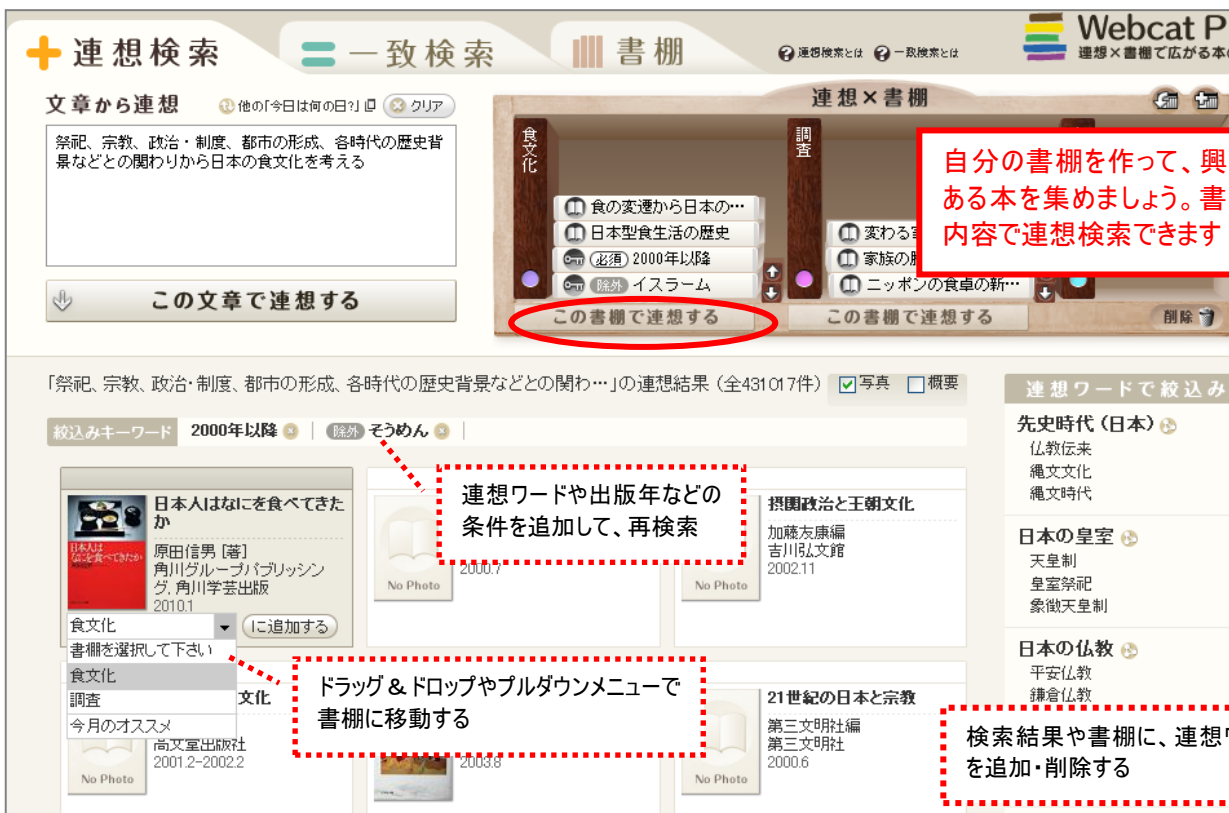 連想検索
一致検索
書棚
連想検索とは 一致検索とは
Webcat P
連想×書棚で広がる本の
文章から連想
他の「今日は何の日?」
クリア
祭祀、宗教、政治・制度、都市の形成、各時代の歴史背
景などとの関わりから日本の食文化を考える
この文章で連想する
連想×書棚
食文化
食の変遷から日本の…
日本型食生活の歴史
必須 2000年以降
除外 イスラーム
この書棚で連想する
調査
変わる
家族の
ニッポンの食卓の新…
この書棚で連想する
削除
自分の書棚を作って、興
ある本を集めましょう。書
内容で連想検索できます
「祭祀、宗教、政治・制度、都市の形成、各時代の歴史背景などとの関わ…」の連想結果 (全431017件)
写真 概要
絞込みキーワード 2000年以降 除外 そうめん
連想ワードや出版年などの
条件を追加して、再検索
日本人はなにを食べてきた
か
原田信男 [著]
角川グループパブリッシン
グ, 角川学芸出版
2010.1
日本人は
なにを食べてきたか
食文化
に追加する
書棚を選択して下さい
食文化
調査
今月のオススメ
No Photo
2000.7
No Photo
摂関政治と王朝文化
加藤友康編
吉川弘文館
2002.11
ドラッグ&ドロップやプルダウンメニューで
書棚に移動する
文化
高文堂出版社
2001.2-2002.2
No Photo
2003.8
No Photo
21世紀の日本と宗教
第三文明社編
第三文明社
2000.6
連想ワードで絞込み
先史時代 (日本)
仏教伝来
縄文文化
縄文時代
日本の皇室
天皇制
皇室祭祀
象徴天皇制
日本の仏教
平安仏教
鎌倉仏教
検索結果や書棚に、連想ワ
を追加・削除する